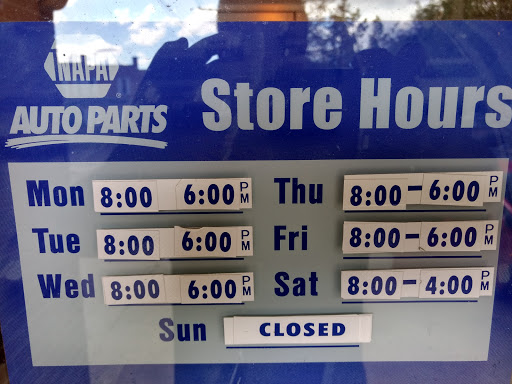 NAPA
AUTO PARTS
Store Hours
Mon 8:00 6:00 PM
Tue 8:00 6:00 PM
Wed 8:00 6:00 PM
Thu 8:00 - 6:00 PM
Fri 8:00 - 6:00 PM
Sat 8:00 - 4:00 PM
Sun CLOSED